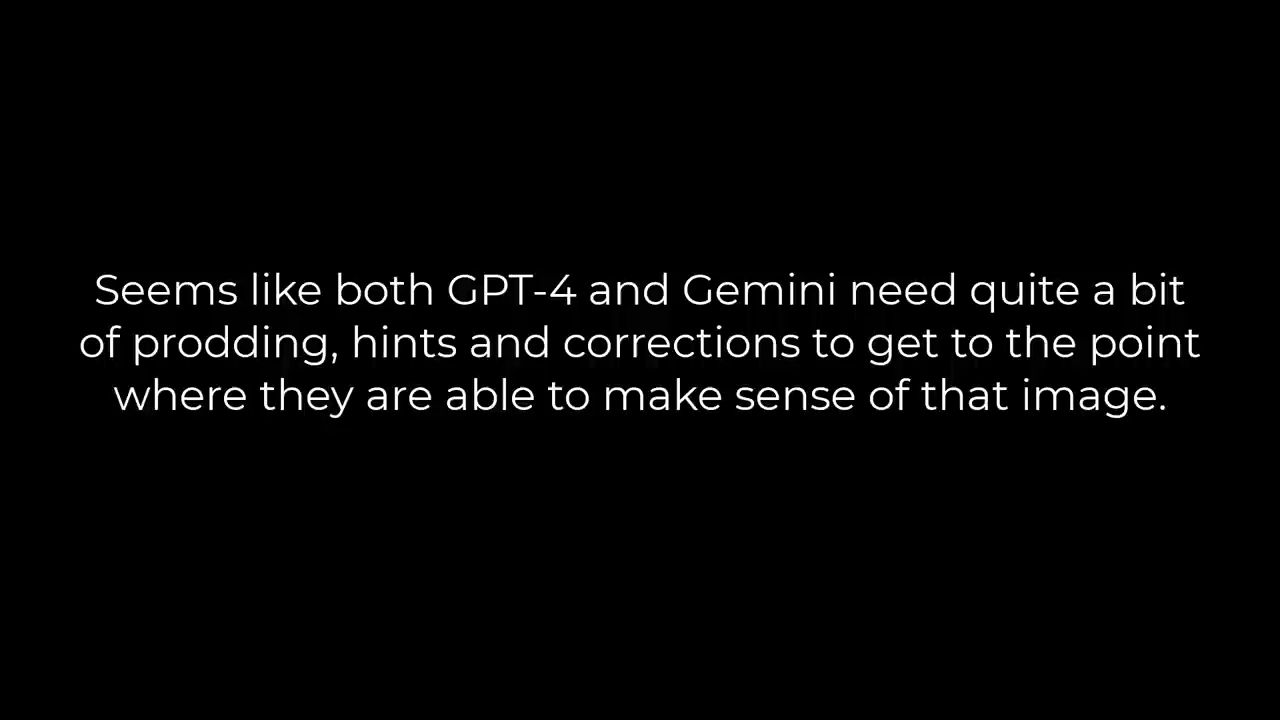 Seems like both GPT-4 and Gemini need quite a bit
of prodding, hints and corrections to get to the point
where they are able to make sense of that image.